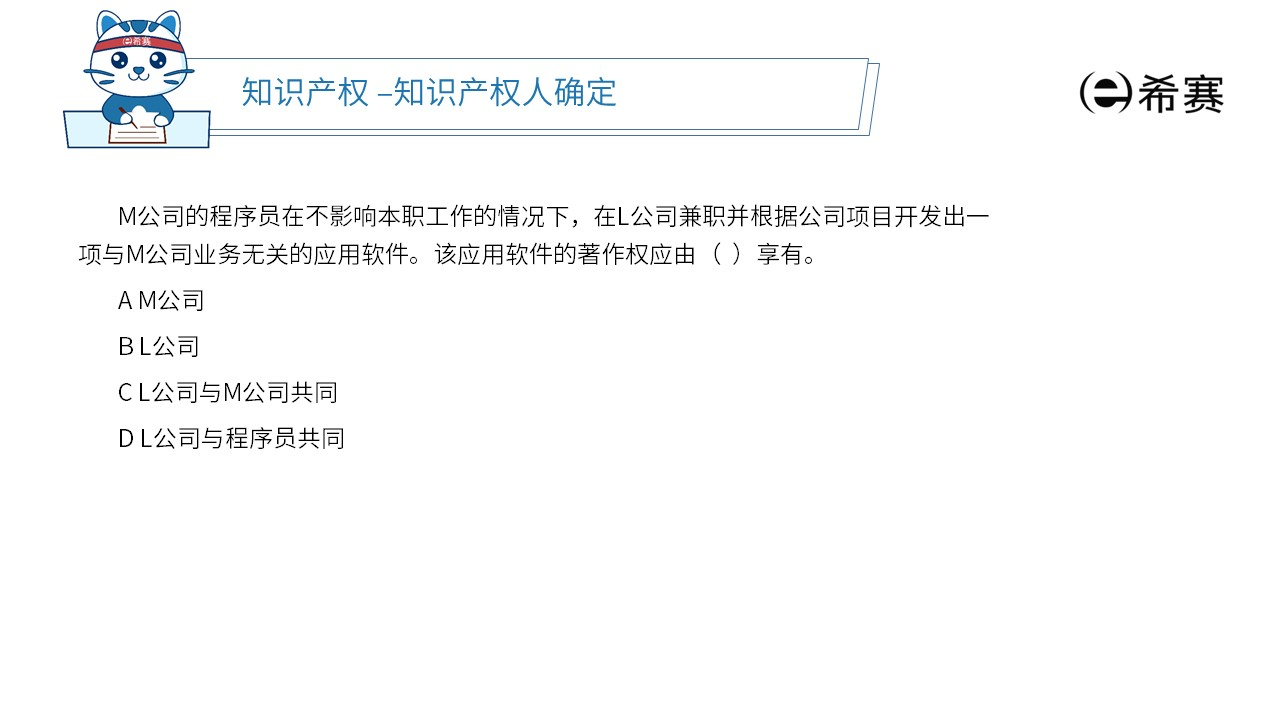 希赛
知识产权 –知识产权人确定
希赛
M公司的程序员在不影响本职工作的情况下，在L公司兼职并根据公司项目开发出一
项与M公司业务无关的应用软件。该应用软件的著作权应由（ ）享有。
A M公司
B L公司
C L公司与M公司共同
D L公司与程序员共同